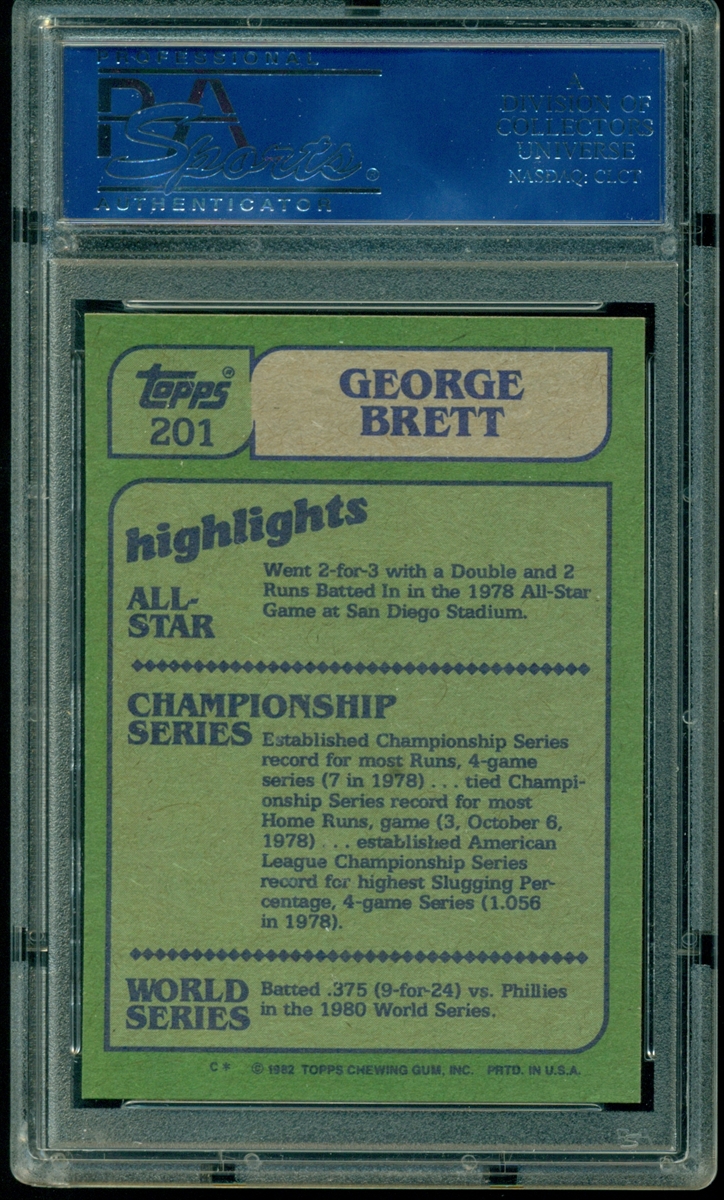 PROFESSIONAL
PSA
Sports®
AUTHENTICATOR
A
DIVISION OF
COLLECTORS
UNIVERSE
NASDAQ: CLCT
topps®
201
GEORGE
BRETT
highlights
ALL-
STAR
Went 2-for-3 with a Double and 2
Runs Batted In in the 1978 All-Star
Game at San Diego Stadium.
CHAMPIONSHIP
SERIES
Established Championship Series
record for most Runs, 4-game
series (7 in 1978) . . . tied Champi-
onship Series record for most
Home Runs, game (3, October 6,
1978) . . . established American
League Championship Series
record for highest Slugging Per-
centage, 4-game Series (1.056
in 1978).
WORLD
SERIES
Batted .375 (9-for-24) vs. Phillies
in the 1980 World Series.
C* © 1982 TOPPS CHEWING GUM, INC. PRTD. IN U.S.A.
PSA